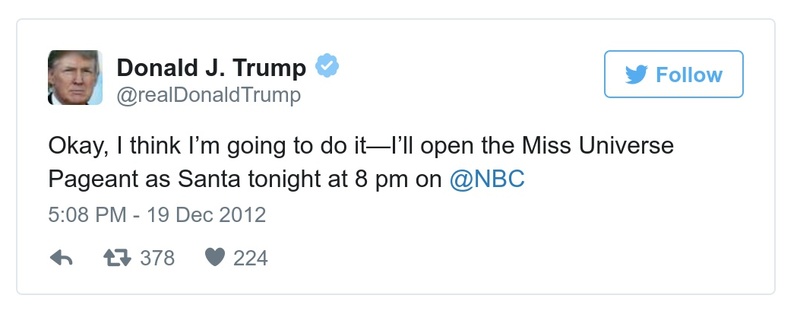 Donald J. Trump
@realDonaldTrump
Follow
Okay, I think I’m going to do it—I’ll open the Miss Universe
Pageant as Santa tonight at 8 pm on @NBC
5:08 PM - 19 Dec 2012
378 224